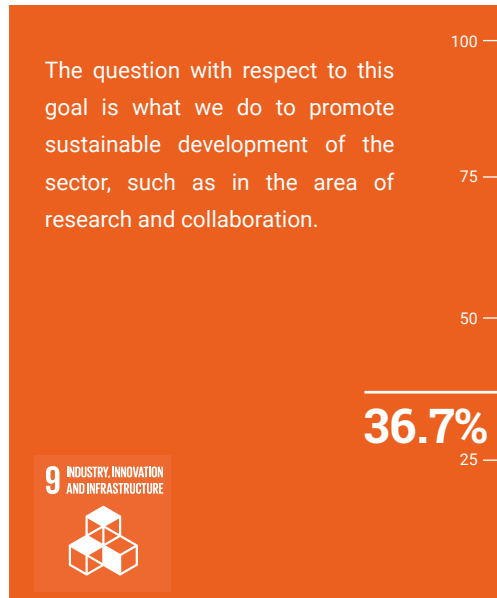 The question with respect to this
goal is what we do to promote
sustainable development of the
sector, such as in the area of
research and collaboration.
100
75
50
36.7%
25
9 INDUSTRY, INNOVATION
AND INFRASTRUCTURE